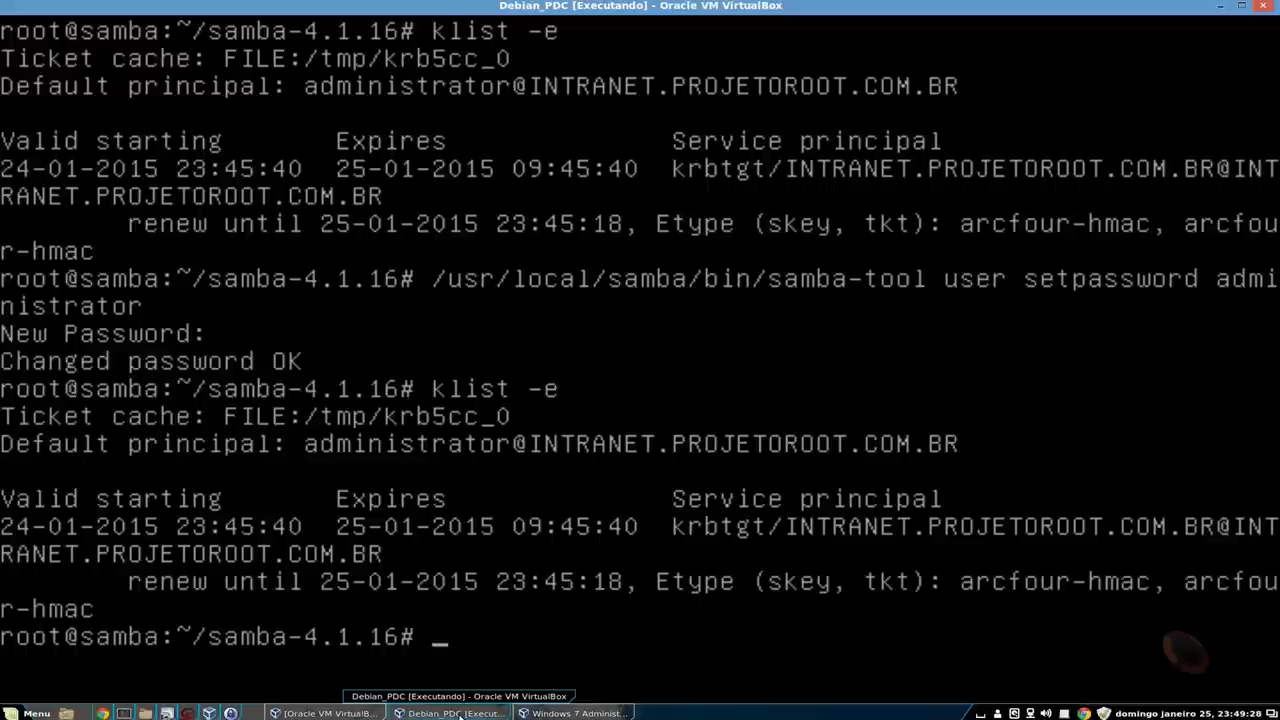 Debian_PDC [Executando] - Oracle VM VirtualBox
root@samba:~/samba-4.1.16# klist -e
Ticket cache: FILE:/tmp/krb5cc_0
Default principal: administrator@INTRANET.PROJETOROOT.COM.BR
Valid starting Expires Service principal
24-01-2015 23:45:40 25-01-2015 09:45:40 krbtgt/INTRANET.PROJETOROOT.COM.BR@INT
RANET.PROJETOROOT.COM.BR
renew until 25-01-2015 23:45:18, Etype (skey, tkt): arcfour-hmac, arcfou
r-hmac
root@samba:~/samba-4.1.16# /usr/local/samba/bin/samba-tool user setpassword admi
nistrator
New Password:
Changed password OK
root@samba:~/samba-4.1.16# klist -e
Ticket cache: FILE:/tmp/krb5cc_0
Default principal: administrator@INTRANET.PROJETOROOT.COM.BR
Valid starting Expires Service principal
24-01-2015 23:45:40 25-01-2015 09:45:40 krbtgt/INTRANET.PROJETOROOT.COM.BR@INT
RANET.PROJETOROOT.COM.BR
renew until 25-01-2015 23:45:18, Etype (skey, tkt): arcfour-hmac, arcfou
r-hmac
root@samba:~/samba-4.1.16# _
Debian_PDC [Executando] - Oracle VM VirtualBox
Menu [Oracle VM VirtualB... Debian_PDC [Execut... Windows 7 Administ... domingo janeiro 25, 23:49:28